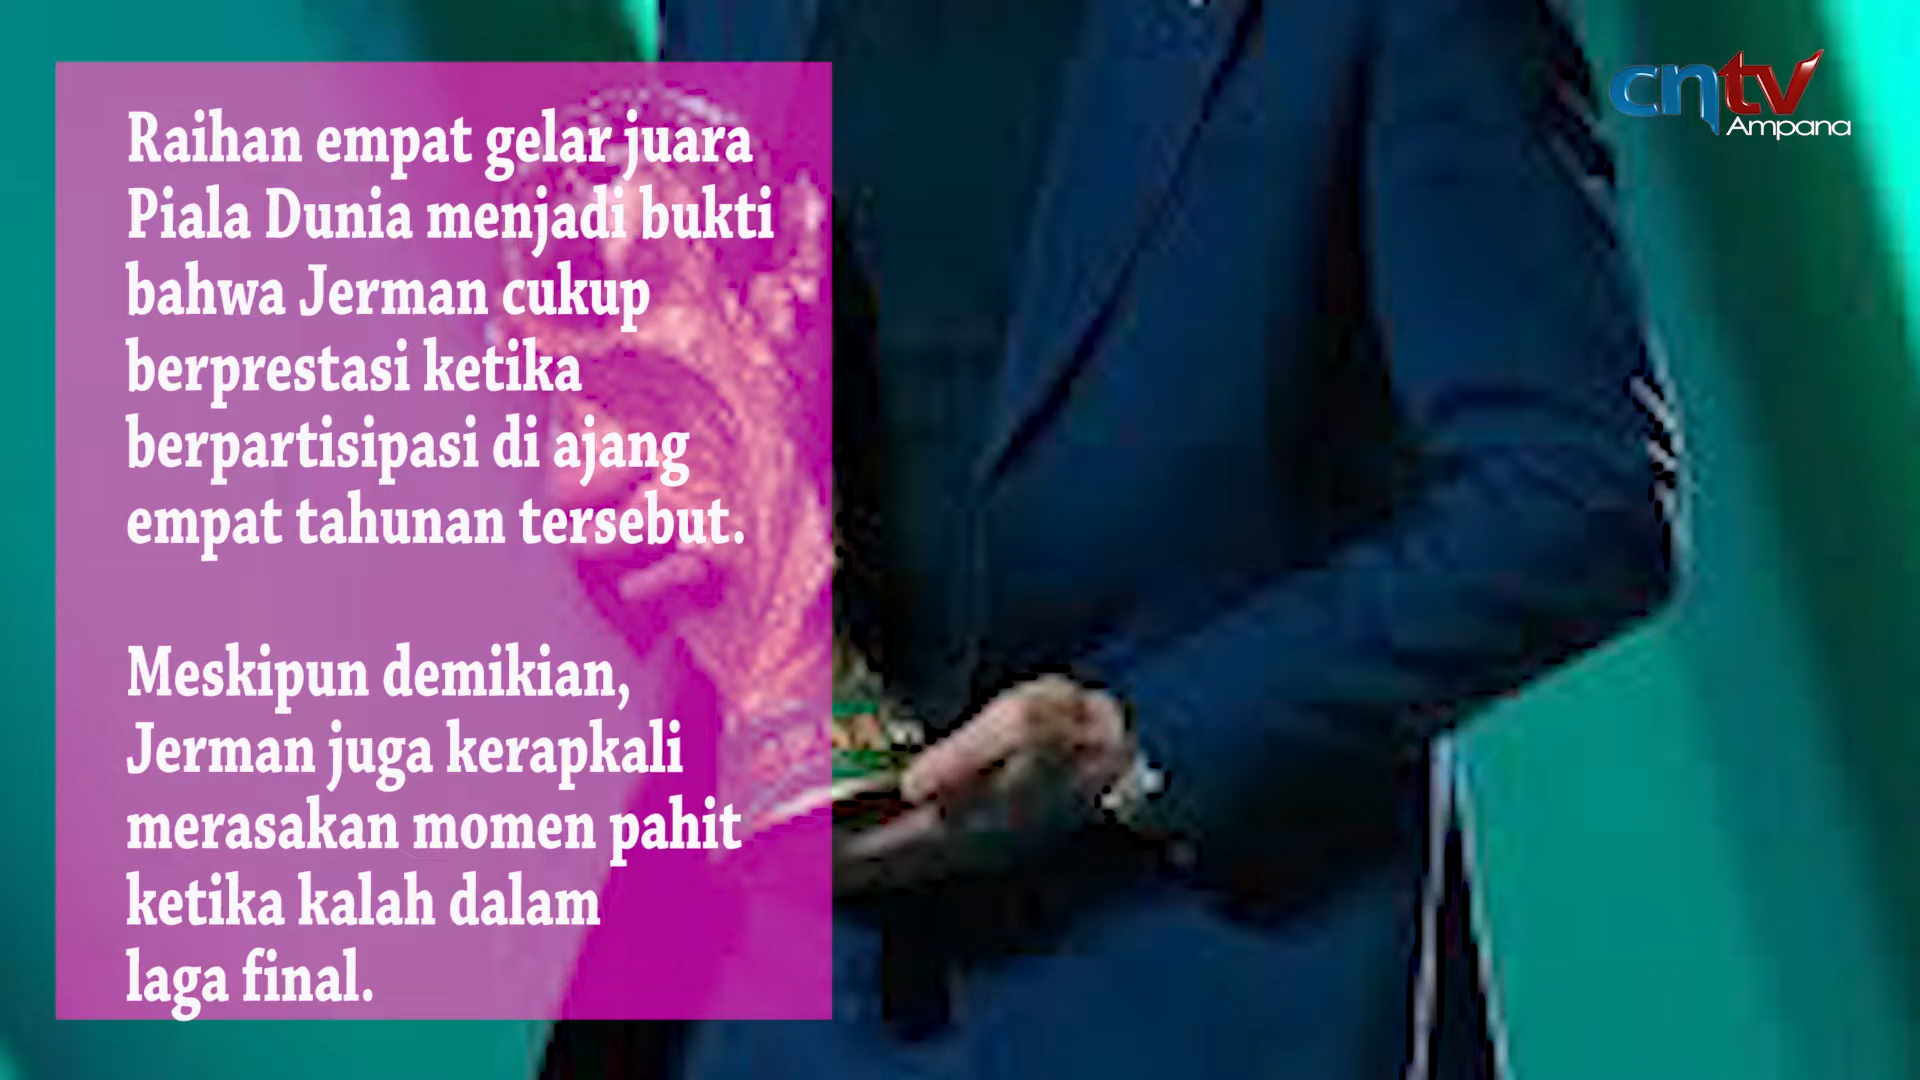 cntv
Ampana
Raihan empat gelar juara
Piala Dunia menjadi bukti
bahwa Jerman cukup
berprestasi ketika
berpartisipasi di ajang
empat tahunan tersebut.
Meskipun demikian,
Jerman juga kerapkali
merasakan momen pahit
ketika kalah dalam
laga final.